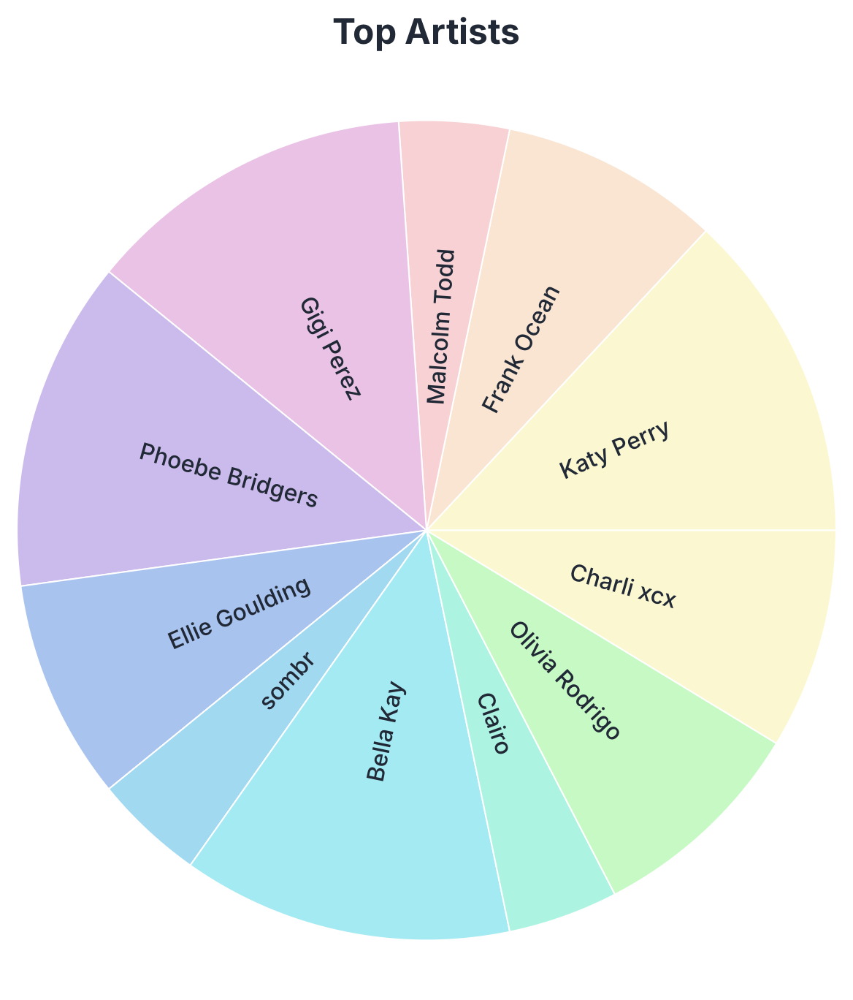 Top Artists
Malcolm Todd
Frank Ocean
Katy Perry
Charli xcx
Olivia Rodrigo
Clairo
Bella Kay
sombr
Ellie Goulding
Phoebe Bridgers
Gigi Perez